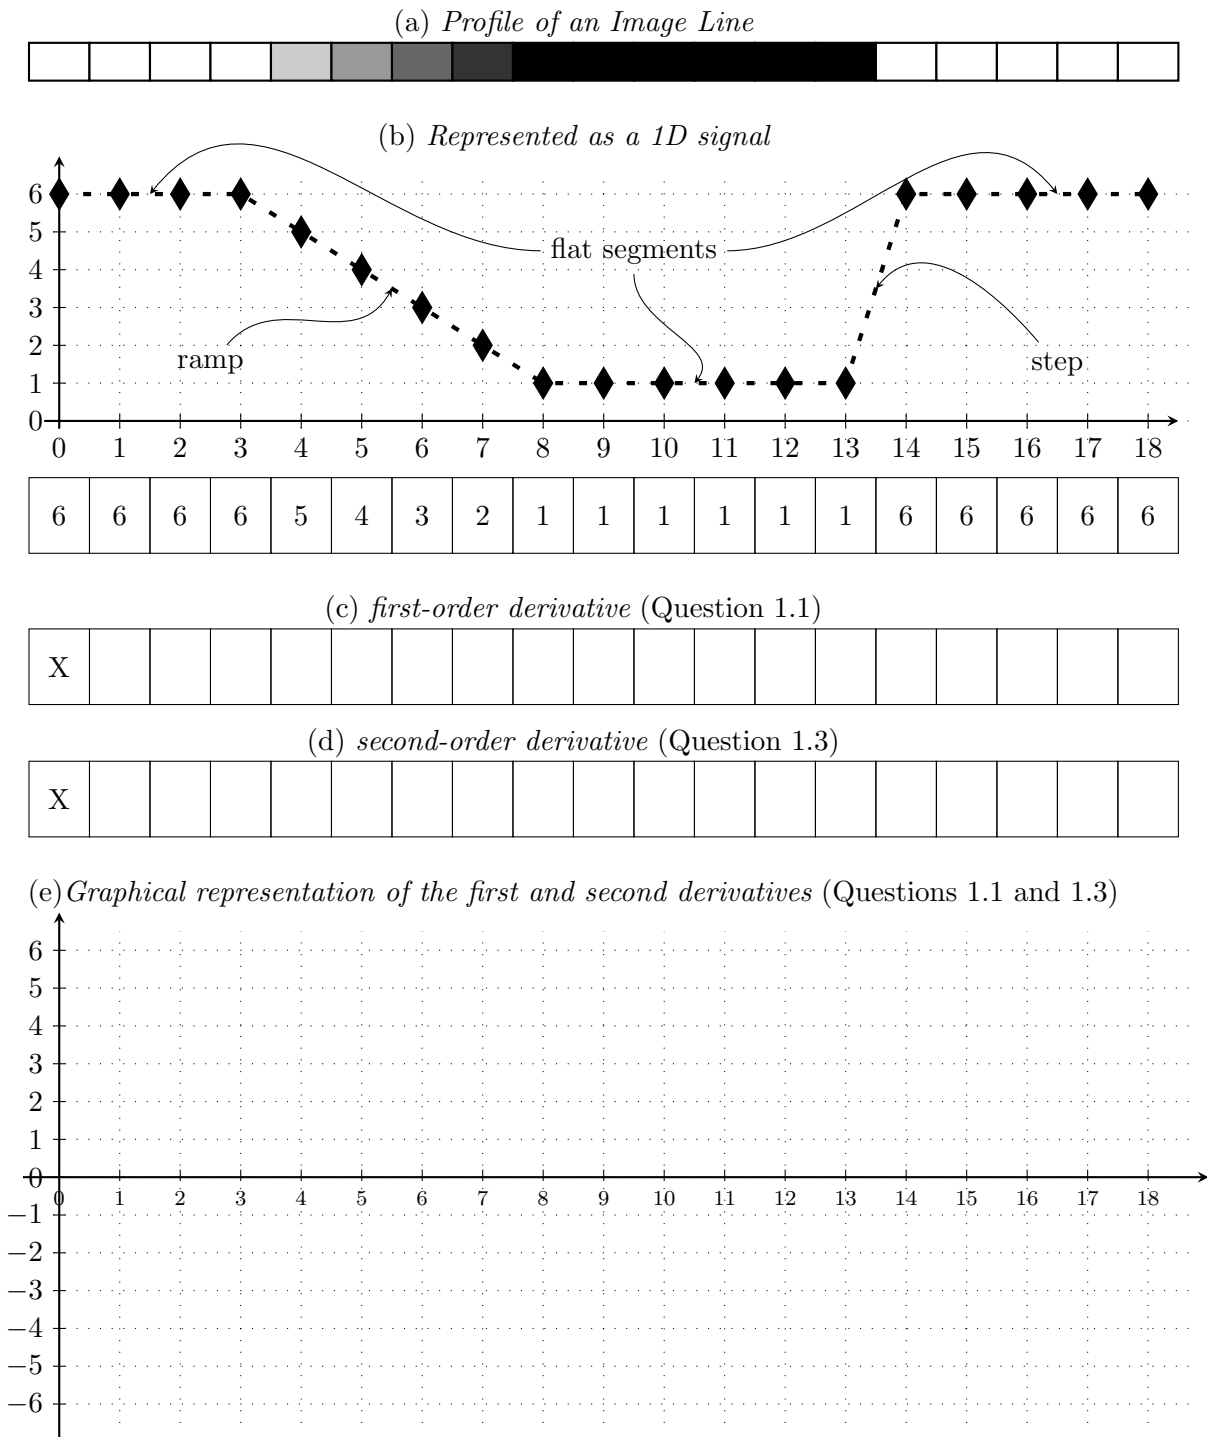 (a) Profile of an Image Line
(b) Represented as a 1D signal
6
5
flat segments
4
3
2
ramp
step
1
0
0 1 2 3 4 5 6 7 8 9 10 11 12 13 14 15 16 17 18
6 6 6 6 5 4 3 2 1 1 1 1 1 1 6 6 6 6 6
(c) first-order derivative (Question 1.1)
X
(d) second-order derivative (Question 1.3)
X
(e) Graphical representation of the first and second derivatives (Questions 1.1 and 1.3)
6
5
4
3
2
1
0
0 1 2 3 4 5 6 7 8 9 10 11 12 13 14 15 16 17 18
−1
−2
−3
−4
−5
−6